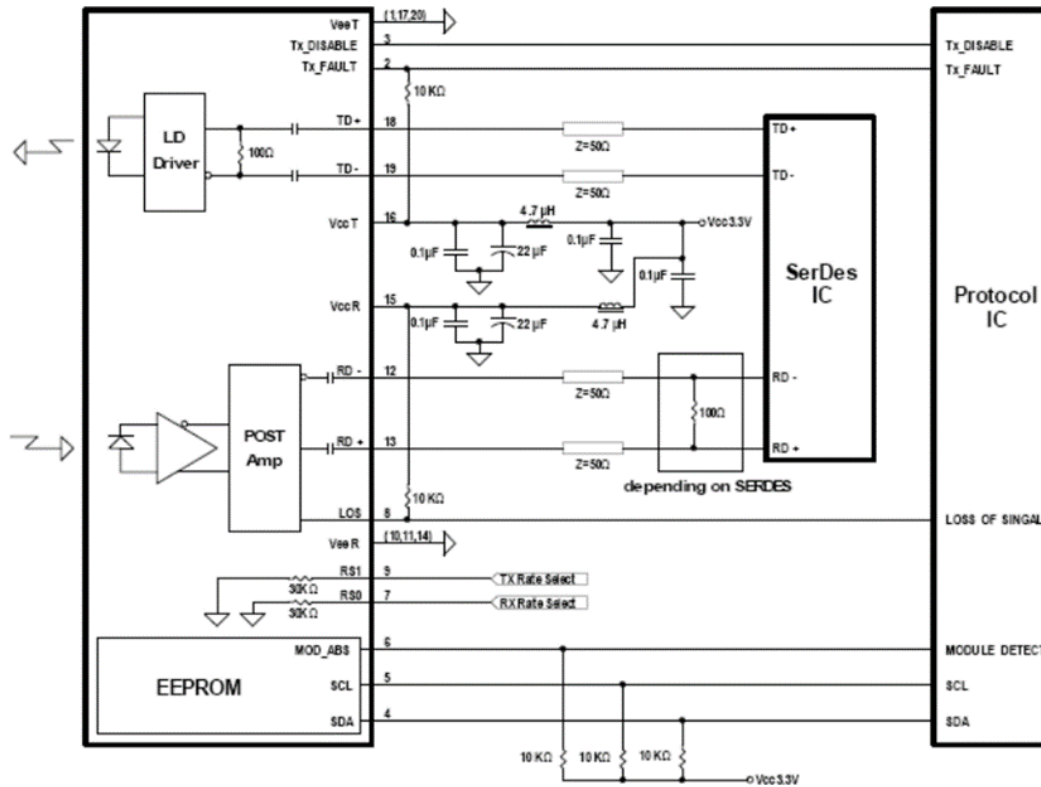 VeeT (1,17,20)
Tx_DISABLE 3 Tx_DISABLE
Tx_FAULT 2 Tx_FAULT
10 KΩ
LD
Driver
100Ω
TD+ 18 Z=50Ω TD+
TD- 19 Z=50Ω TD-
4.7 μH
VccT 16 Vcc3.3V
0.1μF 22 μF 0.1μF
0.1μF
SerDes
IC
Protocol
IC
VccR 15
0.1μF 22 μF 4.7 μH
RD - 12 Z=50Ω RD -
100Ω
POST
Amp
RD + 13 Z=50Ω RD +
depending on SERDES
10 KΩ
LOS 8 LOSS OF SINGAL
VeeR (10,11,14)
RS1 9 TX Rate Select
30KΩ
RS0 7 RX Rate Select
30KΩ
MOD_ABS 6 MODULE DETECT
EEPROM
SCL 5 SCL
SDA 4 SDA
10 KΩ 10 KΩ 10 KΩ
Vcc3.3V